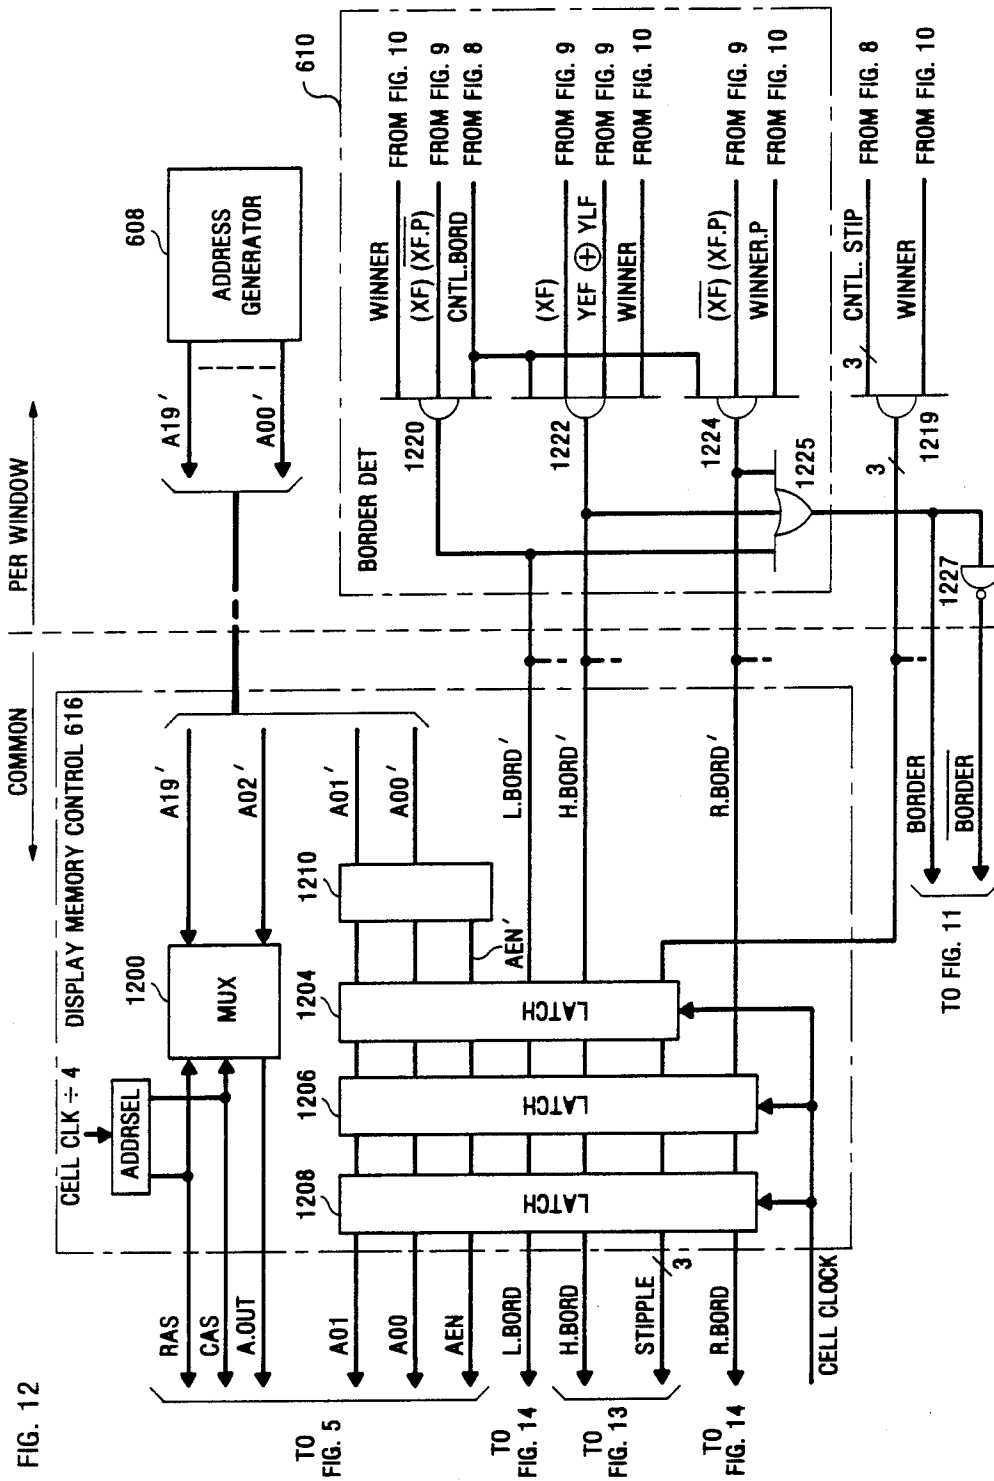 FIG. 12
COMMON
PER WINDOW
CELL CLK ÷ 4
DISPLAY MEMORY CONTROL 616
ADDRSEL
1200
MUX
RAS
CAS
A.OUT
A19'
A02'
A19'
A00'
608
ADDRESS
GENERATOR
A01'
A00'
1210
AEN'
1208
LATCH
1206
LATCH
1204
LATCH
A01
A00
AEN
TO
FIG. 5
L.BORD
TO
FIG. 14
H.BORD
STIPPLE
3
TO
FIG. 13
R.BORD
TO
FIG. 14
CELL CLOCK
L.BORD'
H.BORD'
R.BORD'
BORDER DET
610
1220
WINNER
FROM FIG. 10
(XF) (X̅F̅.̅P̅)
FROM FIG. 9
CNTL.BORD
FROM FIG. 8
1222
(XF)
FROM FIG. 9
YEF ⊕ YLF
FROM FIG. 9
WINNER
FROM FIG. 10
1224
(X̅F̅) (XF.P)
FROM FIG. 9
WINNER.P
FROM FIG. 10
1225
3
CNTL. STIP
FROM FIG. 8
WINNER
FROM FIG. 10
1219
3
1227
BORDER
B̅O̅R̅D̅E̅R̅
TO FIG. 11